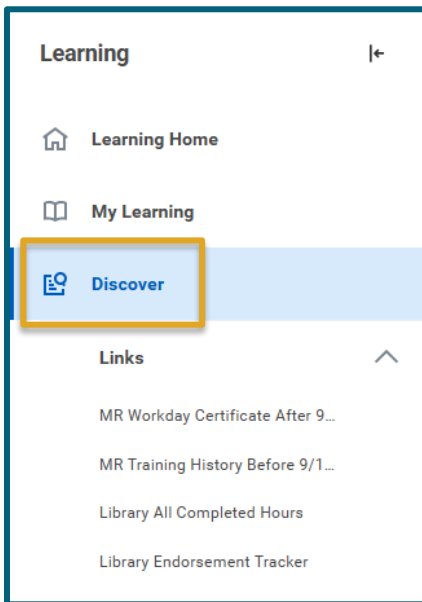 Learning
Learning Home
My Learning
Discover
Links
MR Workday Certificate After 9...
MR Training History Before 9/1...
Library All Completed Hours
Library Endorsement Tracker